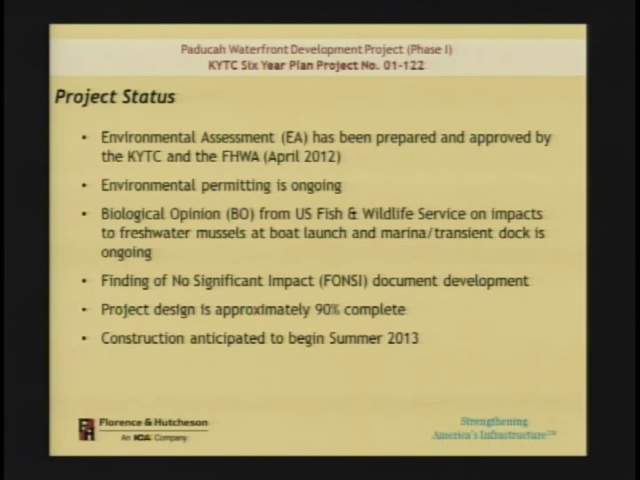 Paducah Waterfront Development Project (Phase I)
KYTC Six Year Plan Project No. 01-122
Project Status
• Environmental Assessment (EA) has been prepared and approved by
the KYTC and the FHWA (April 2012)
• Environmental permitting is ongoing
• Biological Opinion (BO) from US Fish & Wildlife Service on impacts
to freshwater mussels at boat launch and marina/transient dock is
ongoing
• Finding of No Significant Impact (FONSI) document development
• Project design is approximately 90% complete
• Construction anticipated to begin Summer 2013
FH Florence & Hutcheson
An ICA Company
Strengthening
America's Infrastructure™